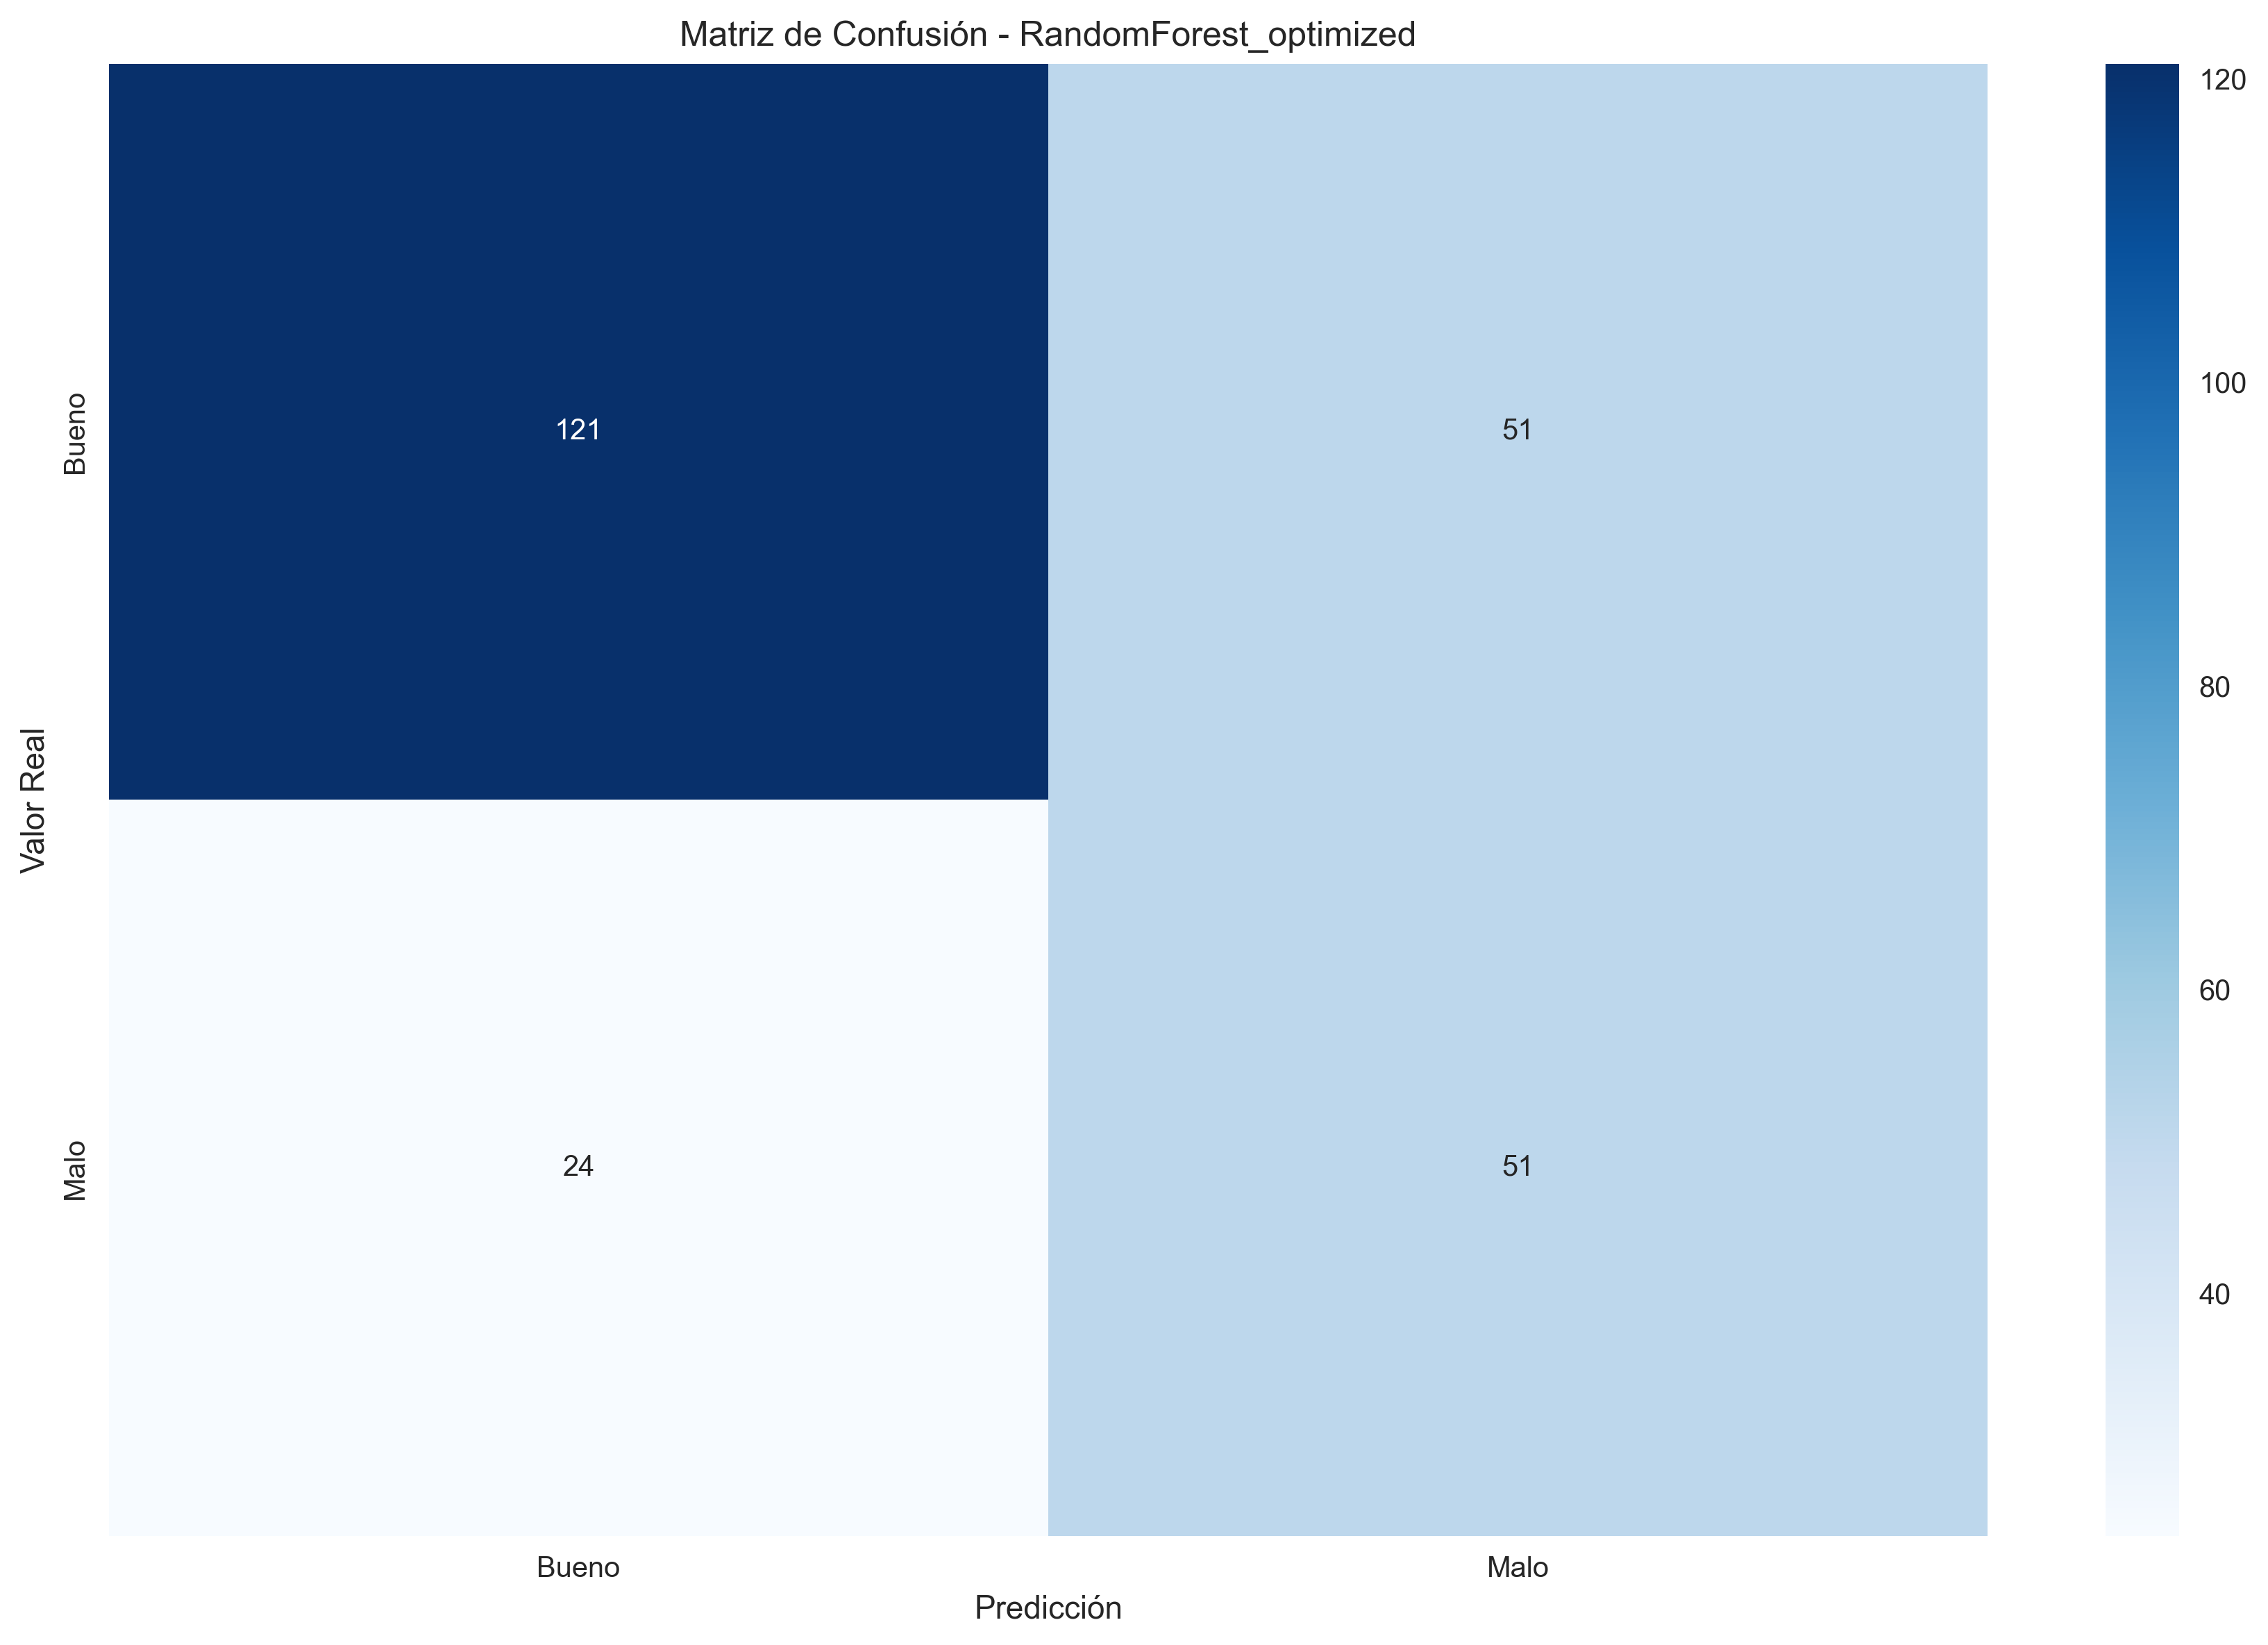 Matriz de Confusión - RandomForest_optimized
120
100
80
60
40
Valor Real
Bueno
121
51
Malo
24
51
Bueno
Malo
Predicción